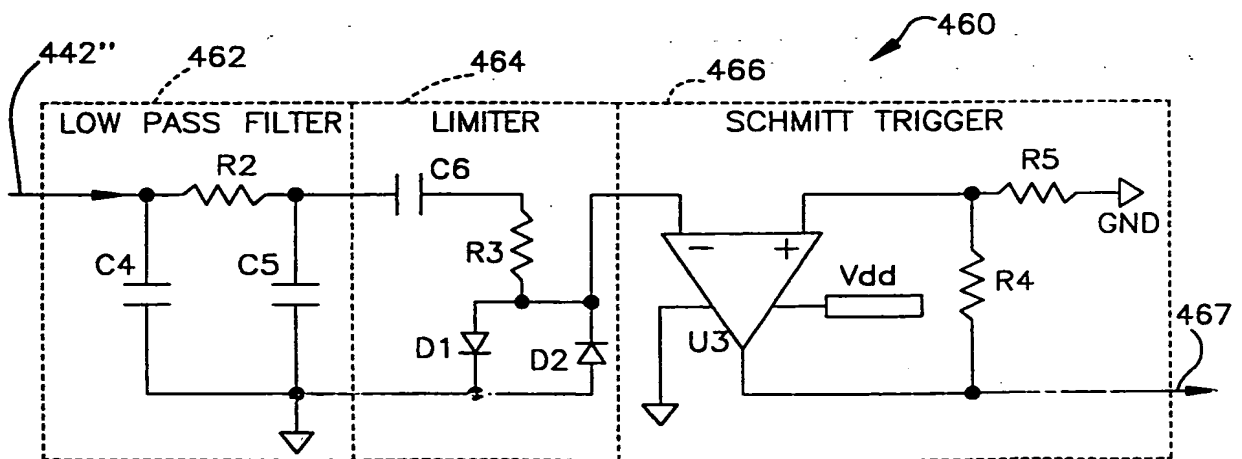 460
442"
462
464
466
LOW PASS FILTER
LIMITER
SCHMITT TRIGGER
R2
C6
R5
GND
R3
− +
C4
C5
Vdd
R4
467
D1
D2
U3